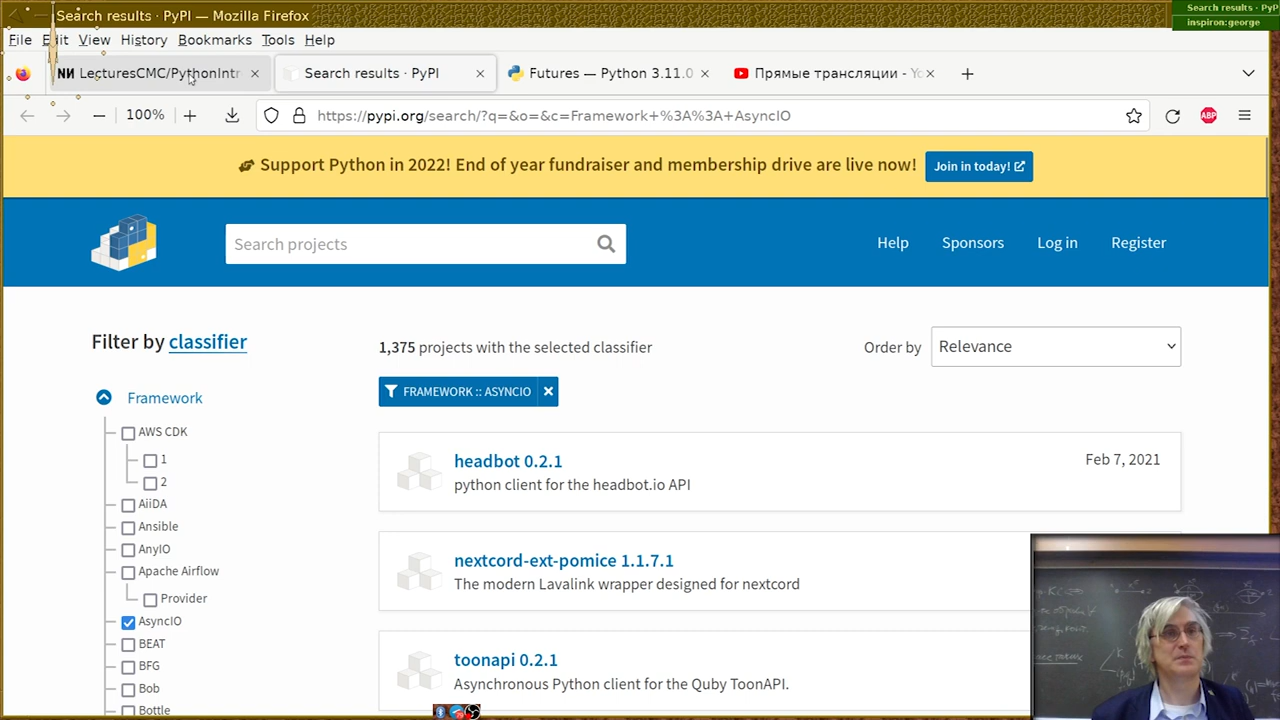 Search results · PyPI — Mozilla Firefox
Search results · PyP
inspiron:george
File Edit View History Bookmarks Tools Help
LecturesCMC/PythonIntr
Search results · PyPI
Futures — Python 3.11.0
Прямые трансляции - Yo
100%
https://pypi.org/search/?q=&o=&c=Framework+%3A%3A+AsyncIO
ABP
Support Python in 2022! End of year fundraiser and membership drive are live now!
Join in today!
Search projects
Help
Sponsors
Log in
Register
Filter by classifier
1,375 projects with the selected classifier
Order by
Relevance
FRAMEWORK :: ASYNCIO
Framework
AWS CDK
1
2
AiiDA
Ansible
AnyIO
Apache Airflow
Provider
AsyncIO
BEAT
BFG
Bob
Bottle
headbot 0.2.1
Feb 7, 2021
python client for the headbot.io API
nextcord-ext-pomice 1.1.7.1
The modern Lavalink wrapper designed for nextcord
toonapi 0.2.1
Asynchronous Python client for the Quby ToonAPI.